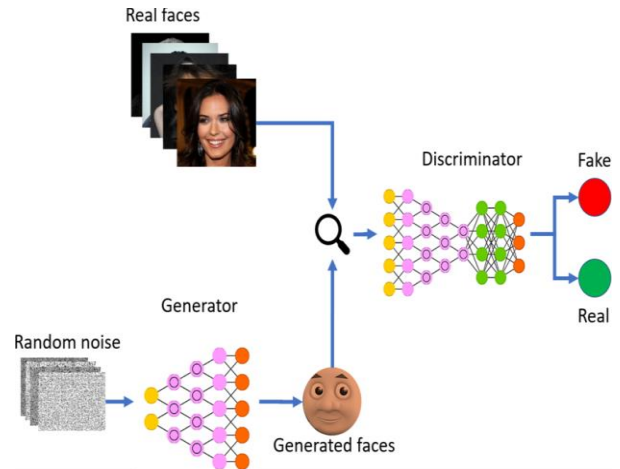 Real faces
Discriminator
Fake
Generator
Real
Random noise
Generated faces